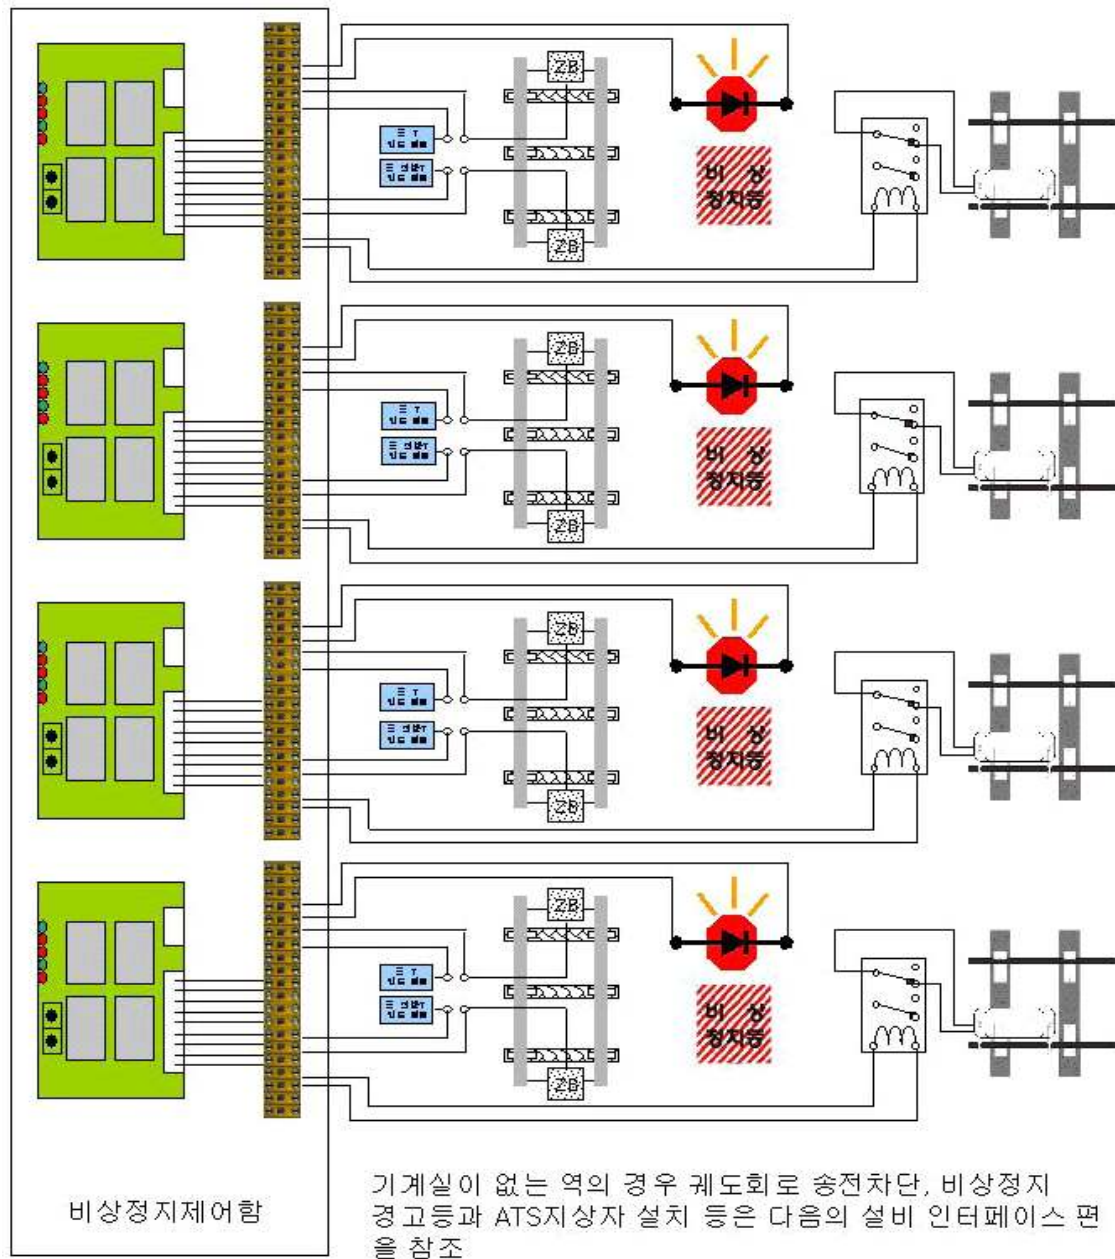 ZB
비 상
정지등
ZB
ZB
비 상
정지등
ZB
ZB
비 상
정지등
ZB
ZB
비 상
정지등
ZB
비상정지제어함
기계실이 없는 역의 경우 궤도회로 송전차단, 비상정지
경고등과 ATS지상자 설치 등은 다음의 설비 인터페이스 편
을 참조